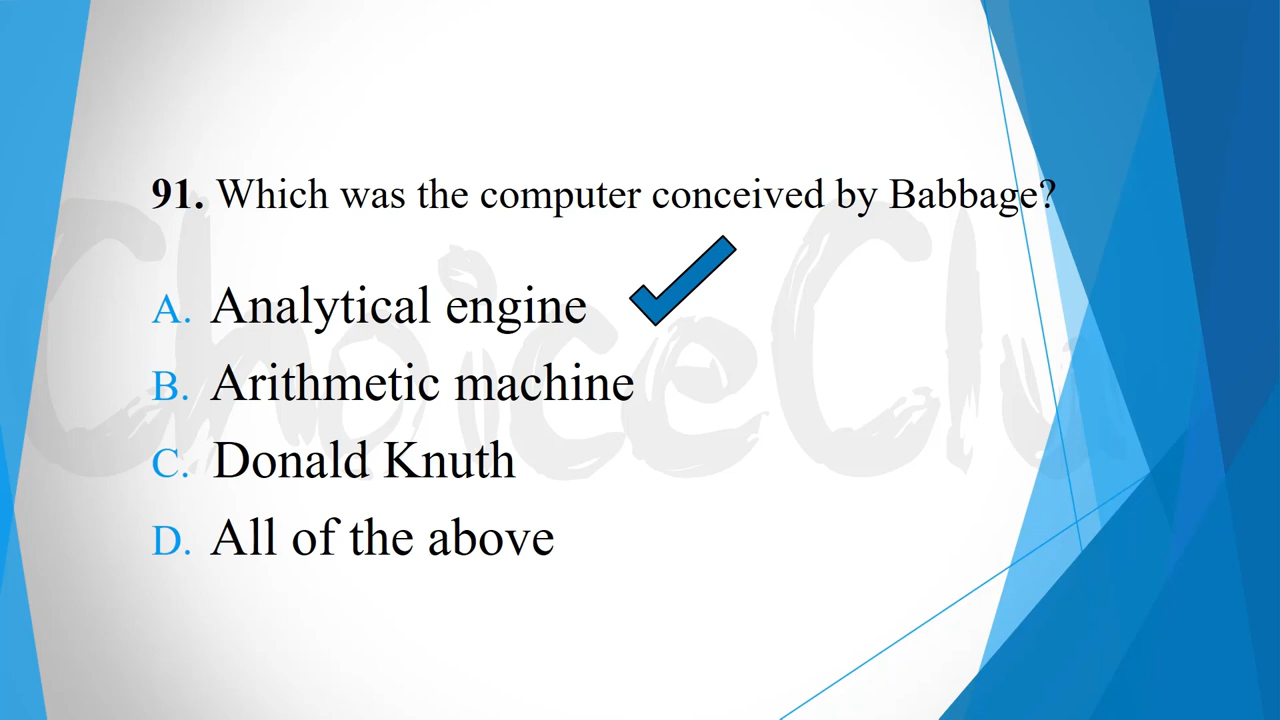 91. Which was the computer conceived by Babbage?
A. Analytical engine
B. Arithmetic machine
C. Donald Knuth
D. All of the above